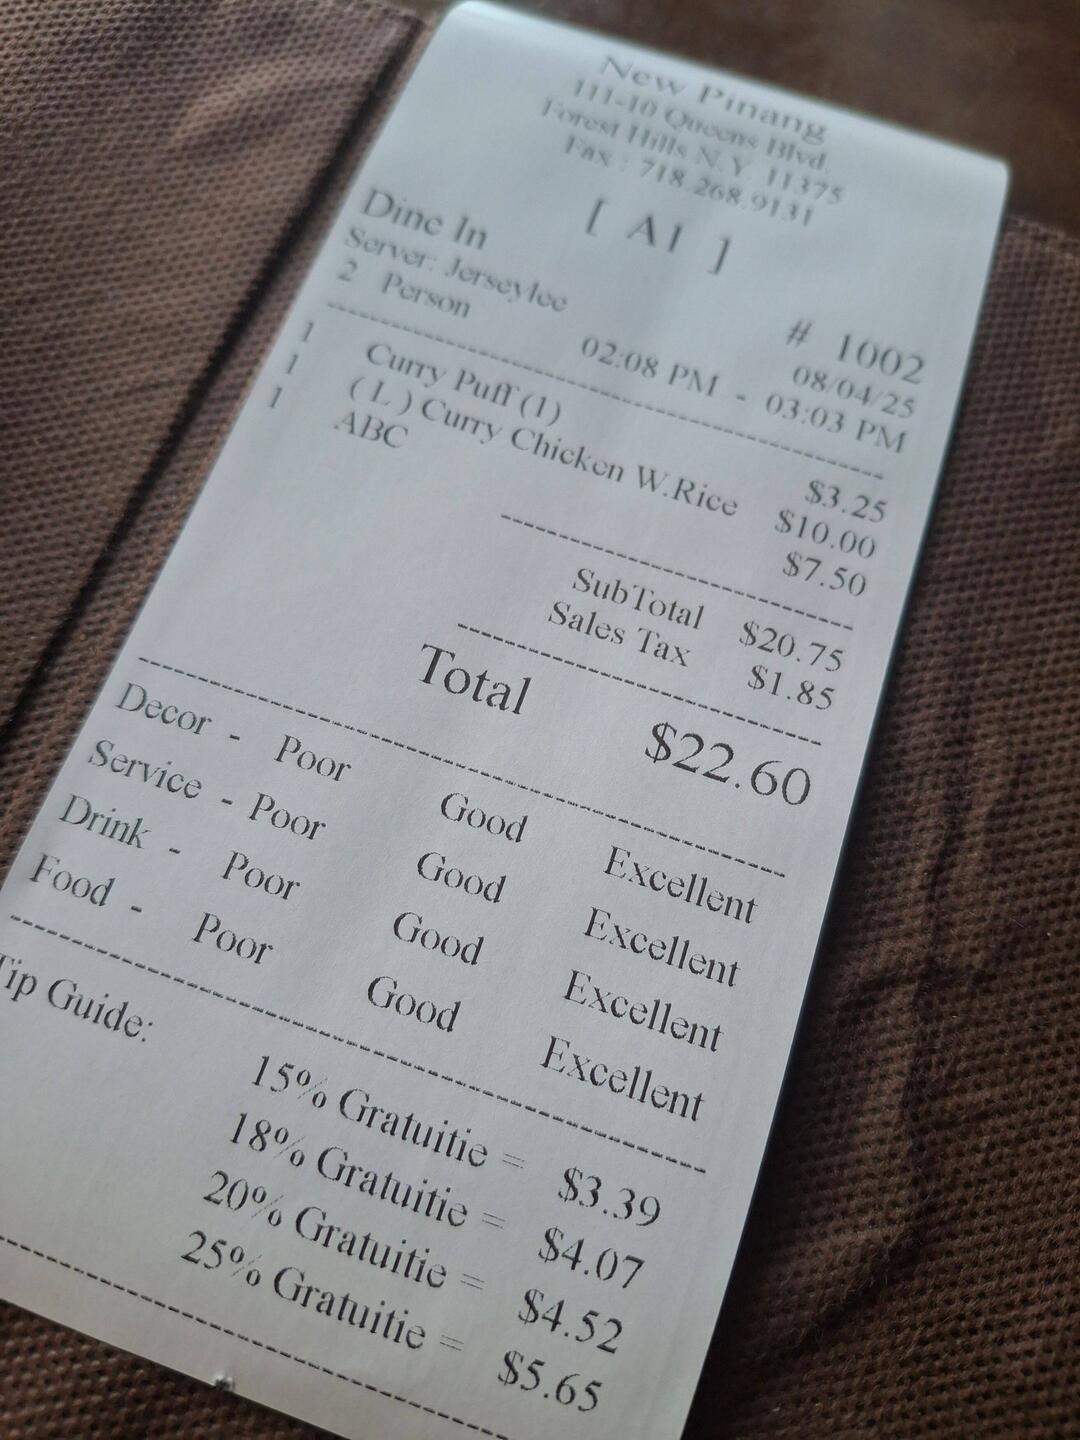 New Pinang
111-10 Queens Blvd.
Forest Hills N.Y. 11375
Fax : 718.268.9131
[ A1 ]
Dine In # 1002
Server: Jerseylee 08/04/25
2 Person 02:08 PM - 03:03 PM
1 Curry Puff (1) $3.25
1 ( L ) Curry Chicken W.Rice $10.00
1 ABC $7.50
SubTotal $20.75
Sales Tax $1.85
Total $22.60
Decor - Poor Good Excellent
Service - Poor Good Excellent
Drink - Poor Good Excellent
Food - Poor Good Excellent
Tip Guide:
15% Gratuitie = $3.39
18% Gratuitie = $4.07
20% Gratuitie = $4.52
25% Gratuitie = $5.65